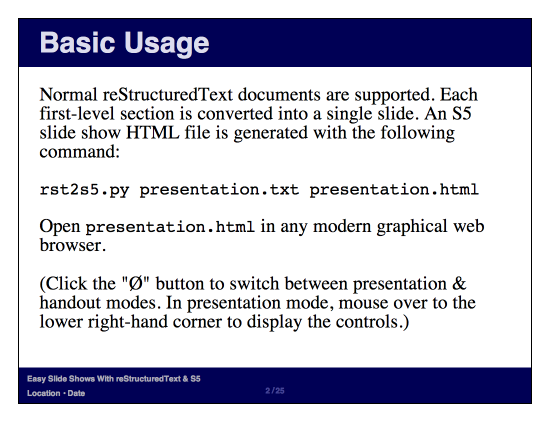 Basic Usage
Normal reStructuredText documents are supported. Each
first-level section is converted into a single slide. An S5
slide show HTML file is generated with the following
command:
rst2s5.py presentation.txt presentation.html
Open presentation.html in any modern graphical web
browser.
(Click the "Ø" button to switch between presentation &
handout modes. In presentation mode, mouse over to the
lower right-hand corner to display the controls.)
Easy Slide Shows With reStructuredText & S5
Location • Date
2 / 25